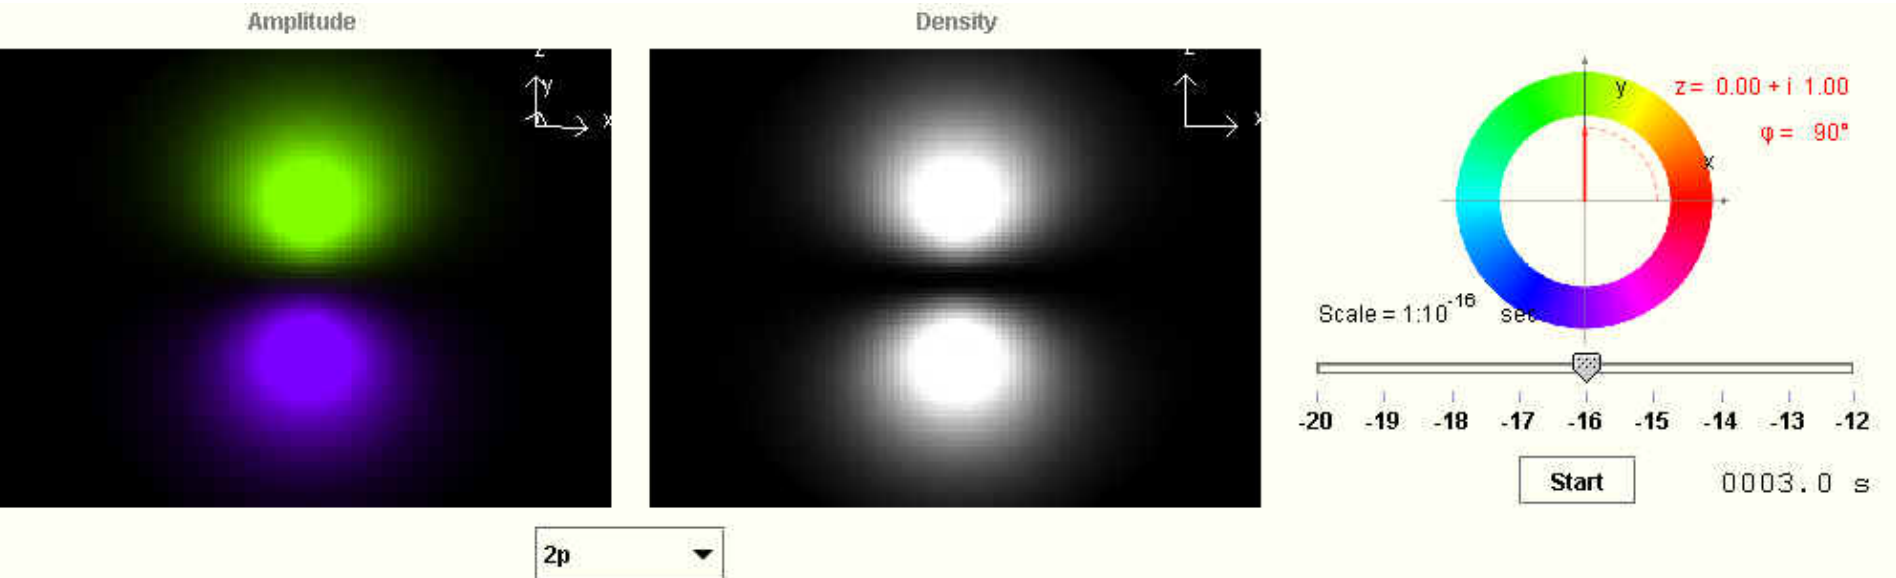 Amplitude
Density
z
y
x
z
x
y
x
z = 0.00 + i 1.00
φ = 90°
Scale = 1:10^-16 sec
-20 -19 -18 -17 -16 -15 -14 -13 -12
Start
0003.0 s
2p